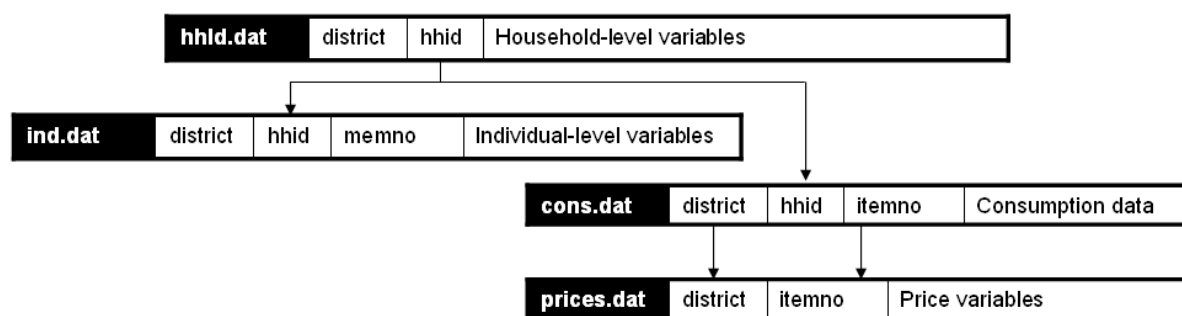 hhld.dat district hhid Household-level variables
ind.dat district hhid memno Individual-level variables
cons.dat district hhid itemno Consumption data
prices.dat district itemno Price variables